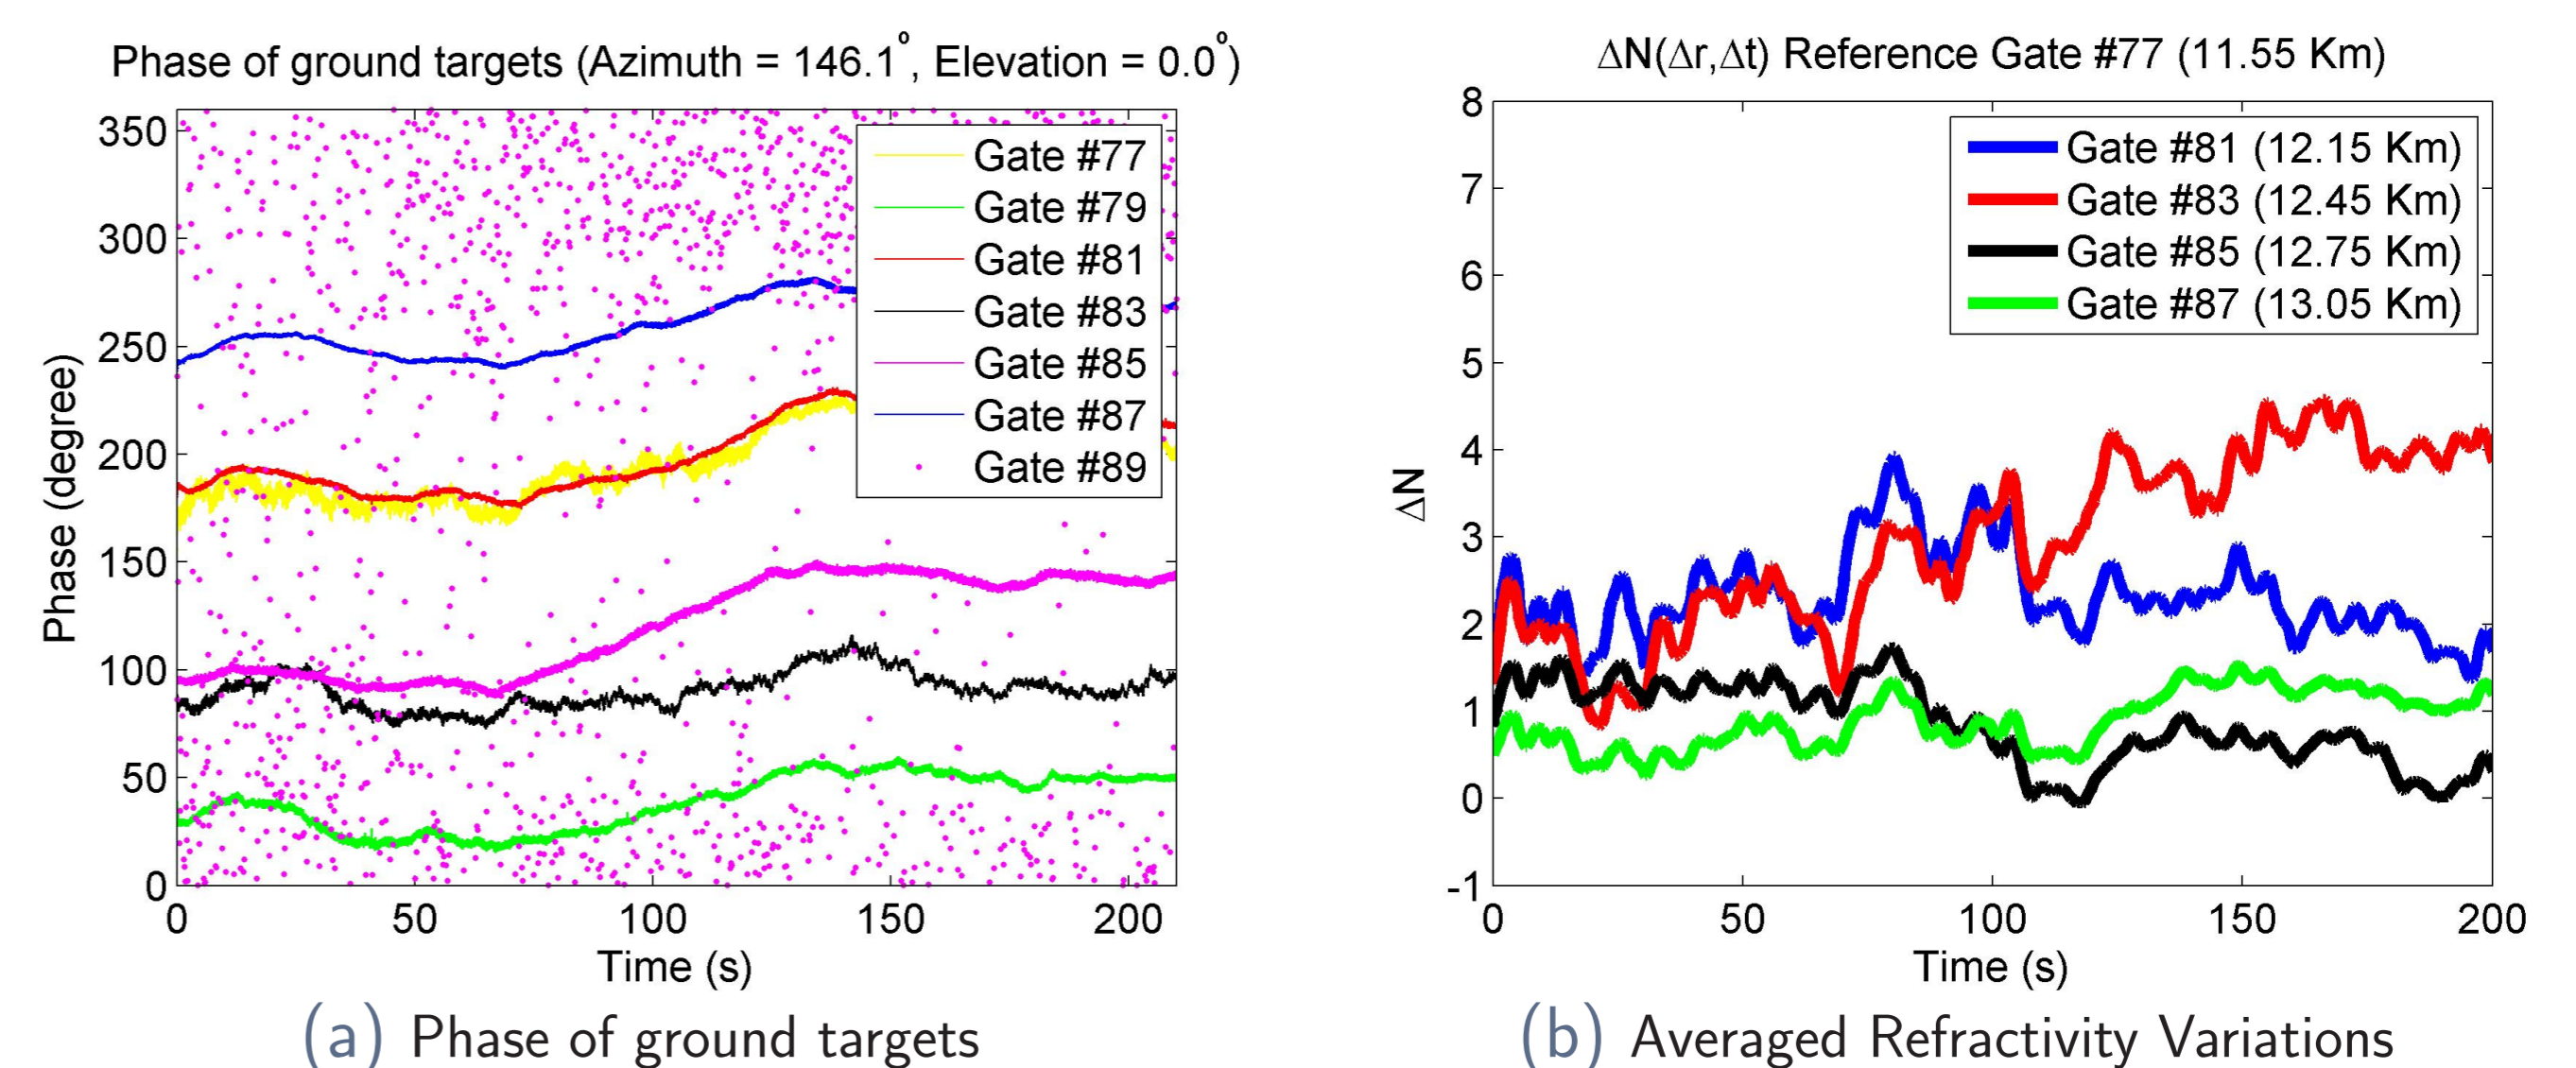 Phase of ground targets (Azimuth = 146.1°, Elevation = 0.0°)
350
300
250
200
150
100
50
0
Phase (degree)
Gate #77
Gate #79
Gate #81
Gate #83
Gate #85
Gate #87
Gate #89
0 50 100 150 200
Time (s)
(a) Phase of ground targets
ΔN(Δr,Δt) Reference Gate #77 (11.55 Km)
8
7
6
5
4
3
2
1
0
-1
ΔN
Gate #81 (12.15 Km)
Gate #83 (12.45 Km)
Gate #85 (12.75 Km)
Gate #87 (13.05 Km)
0 50 100 150 200
Time (s)
(b) Averaged Refractivity Variations